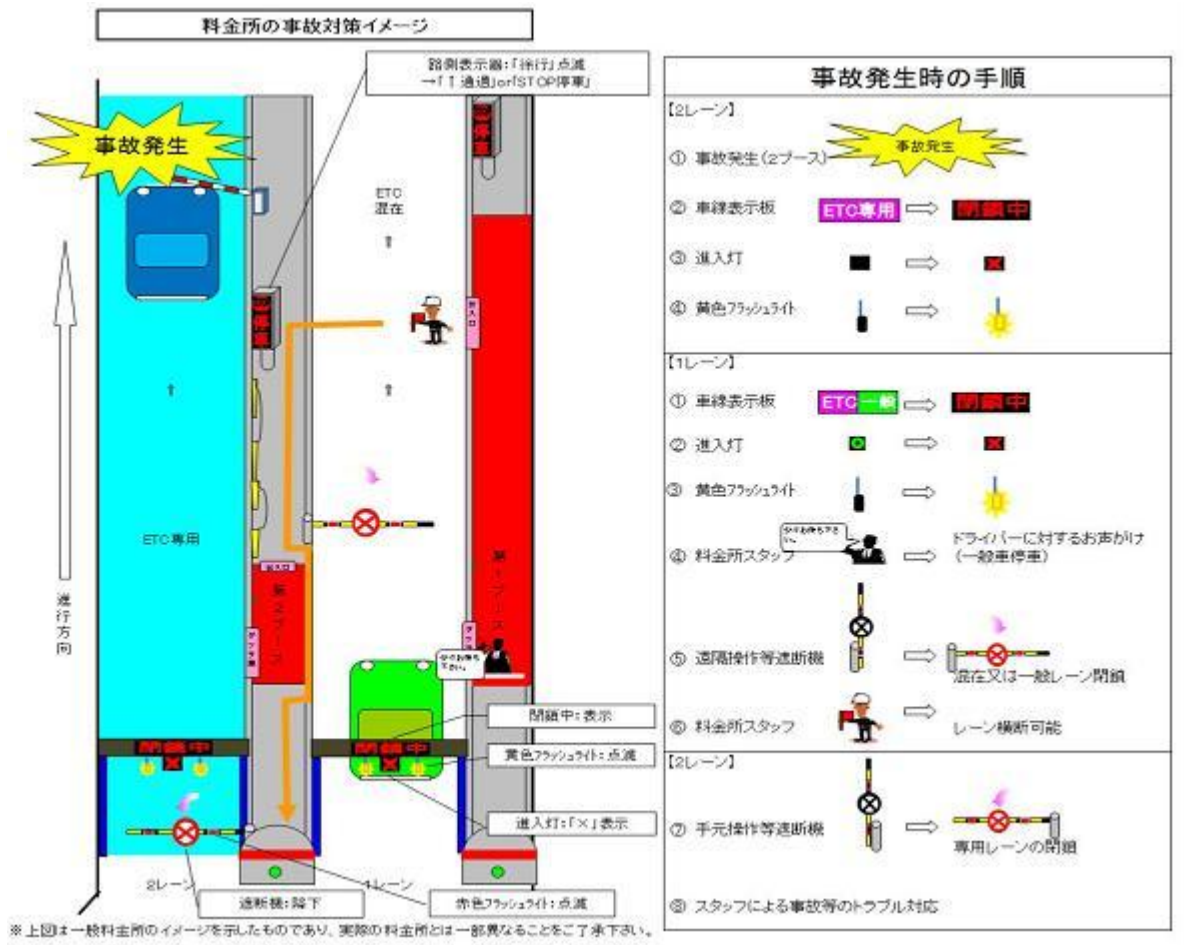 料金所の事故対策イメージ
路側表示器:「徐行」点滅
→「↑通過」or「STOP停車」
事故発生
停車
ETC
混在
↑
停車
↑
↑
ETC専用
進行方向
第2ブース
第1ブース
閉鎖中
閉鎖中
閉鎖中:表示
黄色フラッシュライト:点滅
進入灯:「×」表示
2レーン
1レーン
遮断機:降下
赤色フラッシュライト:点滅
※上図は一般料金所のイメージを示したものであり、実際の料金所とは一部異なることをご了承下さい。
事故発生時の手順
【2レーン】
① 事故発生(2ブース) 事故発生
② 車線表示板 ETC専用 ⇨ 閉鎖中
③ 進入灯 ⇨
④ 黄色フラッシュライト ⇨
【1レーン】
① 車線表示板 ETC一般 ⇨ 閉鎖中
② 進入灯 ⇨
③ 黄色フラッシュライト ⇨
④ 料金所スタッフ ⇨ ドライバーに対するお声がけ
(一般車停車)
⑤ 遠隔操作等遮断機 ⇨ 混在又は一般レーン閉鎖
⑥ 料金所スタッフ ⇨ レーン横断可能
【2レーン】
⑦ 手元操作等遮断機 ⇨ 専用レーンの閉鎖
⑧ スタッフによる事故等のトラブル対応